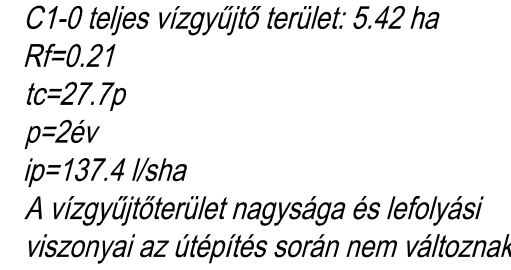 C1-0 teljes vízgyűjtő terület: 5.42 ha
Rf=0.21
tc=27.7p
p=2év
ip=137.4 l/sha
A vízgyűjtőterület nagysága és lefolyási
viszonyai az útépítés során nem változnak